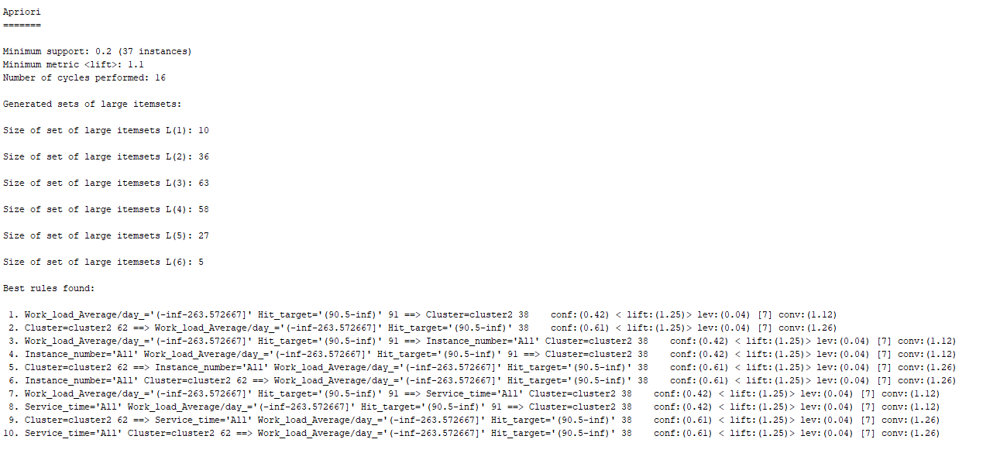 Apriori
=======
Minimum support: 0.2 (37 instances)
Minimum metric <lift>: 1.1
Number of cycles performed: 16
Generated sets of large itemsets:
Size of set of large itemsets L(1): 10
Size of set of large itemsets L(2): 36
Size of set of large itemsets L(3): 63
Size of set of large itemsets L(4): 58
Size of set of large itemsets L(5): 27
Size of set of large itemsets L(6): 5
Best rules found:
1. Work_load_Average/day_='(-inf-263.572667]' Hit_target='(90.5-inf)' 91 ==> Cluster=cluster2 38    conf:(0.42) < lift:(1.25)> lev:(0.04) [7] conv:(1.12)
2. Cluster=cluster2 62 ==> Work_load_Average/day_='(-inf-263.572667]' Hit_target='(90.5-inf)' 38    conf:(0.61) < lift:(1.25)> lev:(0.04) [7] conv:(1.26)
3. Work_load_Average/day_='(-inf-263.572667]' Hit_target='(90.5-inf)' 91 ==> Instance_number='All' Cluster=cluster2 38    conf:(0.42) < lift:(1.25)> lev:(0.04) [7] conv:(1.12)
4. Instance_number='All' Work_load_Average/day_='(-inf-263.572667]' Hit_target='(90.5-inf)' 91 ==> Cluster=cluster2 38    conf:(0.42) < lift:(1.25)> lev:(0.04) [7] conv:(1.12)
5. Cluster=cluster2 62 ==> Instance_number='All' Work_load_Average/day_='(-inf-263.572667]' Hit_target='(90.5-inf)' 38    conf:(0.61) < lift:(1.25)> lev:(0.04) [7] conv:(1.26)
6. Instance_number='All' Cluster=cluster2 62 ==> Work_load_Average/day_='(-inf-263.572667]' Hit_target='(90.5-inf)' 38    conf:(0.61) < lift:(1.25)> lev:(0.04) [7] conv:(1.26)
7. Work_load_Average/day_='(-inf-263.572667]' Hit_target='(90.5-inf)' 91 ==> Service_time='All' Cluster=cluster2 38    conf:(0.42) < lift:(1.25)> lev:(0.04) [7] conv:(1.12)
8. Service_time='All' Work_load_Average/day_='(-inf-263.572667]' Hit_target='(90.5-inf)' 91 ==> Cluster=cluster2 38    conf:(0.42) < lift:(1.25)> lev:(0.04) [7] conv:(1.12)
9. Cluster=cluster2 62 ==> Service_time='All' Work_load_Average/day_='(-inf-263.572667]' Hit_target='(90.5-inf)' 38    conf:(0.61) < lift:(1.25)> lev:(0.04) [7] conv:(1.26)
10. Service_time='All' Cluster=cluster2 62 ==> Work_load_Average/day_='(-inf-263.572667]' Hit_target='(90.5-inf)' 38    conf:(0.61) < lift:(1.25)> lev:(0.04) [7] conv:(1.26)